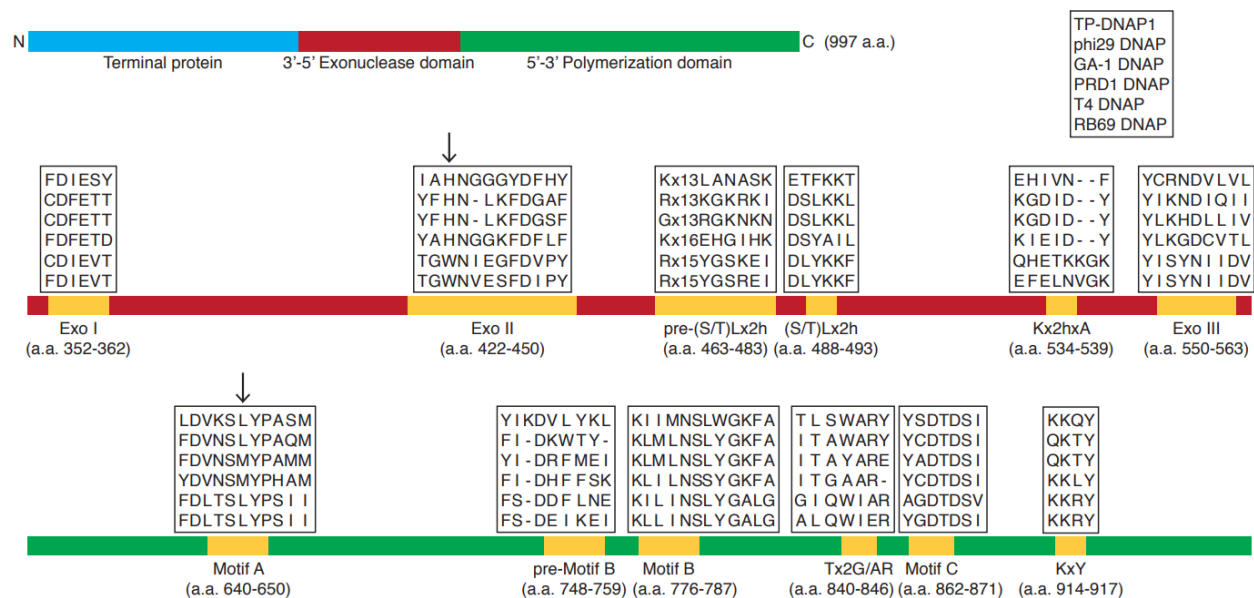 N
C (997 a.a.)
Terminal protein
3'-5' Exonuclease domain
5'-3' Polymerization domain
TP-DNAP1
phi29 DNAP
GA-1 DNAP
PRD1 DNAP
T4 DNAP
RB69 DNAP
FDIESY
CDFETT
CDFETT
FDFETD
CDIEVT
FDIEVT
IAHNGGGYDFHY
YFHN-LKFDGAF
YFHN-LKFDGSF
YAHNGGKFDFLF
TGWNIEGFDVPY
TGWNVESFDIPY
Kx13LANASK
Rx13KGKRKI
Gx13RGKNKN
Kx16EHGIHK
Rx15YGSKEI
Rx15YGSREI
ETFKKT
DSLKKL
DSLKKL
DSYAIL
DLYKKF
DLYKKF
EHIVN--F
KGDID--Y
KGDID--Y
KIEID--Y
QHETKKGK
EFELNVGK
YCRNDVLVL
YIKNDIQII
YLKHDLLIV
YLKGDCVTL
YISYNIIDV
YISYNIIDV
Exo I
(a.a. 352-362)
Exo II
(a.a. 422-450)
pre-(S/T)Lx2h
(a.a. 463-483)
(S/T)Lx2h
(a.a. 488-493)
Kx2hxA
(a.a. 534-539)
Exo III
(a.a. 550-563)
LDVKSLYPASM
FDVNSLYPAQM
FDVNSMYPAMM
YDVNSMYPHAM
FDLTSLYPSII
FDLTSLYPSII
YIKDVLYKL
FI-DKWTY-
YI-DRFMEI
FI-DHFFSK
FS-DDFLNE
FS-DEIKEI
KIIMNSLWGKFA
KLMLNSLYGKFA
KLMLNSLYGKFA
KLILNSSYGKFA
KILINSLYGALG
KLLINSLYGALG
TLSWARY
ITAWARY
ITAYARE
ITGAAR-
GIQWIAR
ALQWIER
YSDTDSI
YCDTDSI
YADTDSI
YCDTDSI
AGDTDSV
YGDTDSI
KKQY
QKTY
QKTY
KKLY
KKRY
KKRY
Motif A
(a.a. 640-650)
pre-Motif B
(a.a. 748-759)
Motif B
(a.a. 776-787)
Tx2G/AR
(a.a. 840-846)
Motif C
(a.a. 862-871)
KxY
(a.a. 914-917)